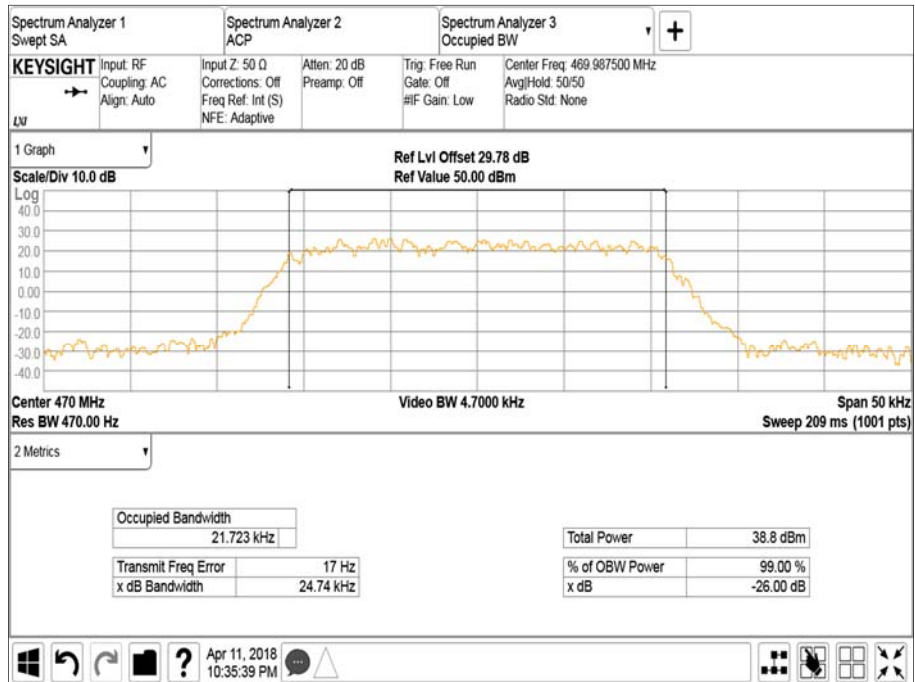 Spectrum Analyzer 1
Swept SA
Spectrum Analyzer 2
ACP
Spectrum Analyzer 3
Occupied BW
KEYSIGHT
LXI
Input: RF
Coupling: AC
Align: Auto
Input Z: 50 Ω
Corrections: Off
Freq Ref: Int (S)
NFE: Adaptive
Atten: 20 dB
Preamp: Off
Trig: Free Run
Gate: Off
#IF Gain: Low
Center Freq: 469.987500 MHz
Avg|Hold: 50/50
Radio Std: None
1 Graph
Scale/Div 10.0 dB
Ref Lvl Offset 29.78 dB
Ref Value 50.00 dBm
Log
40.0
30.0
20.0
10.0
0.00
-10.0
-20.0
-30.0
-40.0
Center 470 MHz
Video BW 4.7000 kHz
Span 50 kHz
Res BW 470.00 Hz
Sweep 209 ms (1001 pts)
2 Metrics
Occupied Bandwidth
21.723 kHz
Total Power 38.8 dBm
Transmit Freq Error 17 Hz
% of OBW Power 99.00 %
x dB Bandwidth 24.74 kHz
x dB -26.00 dB
Apr 11, 2018
10:35:39 PM